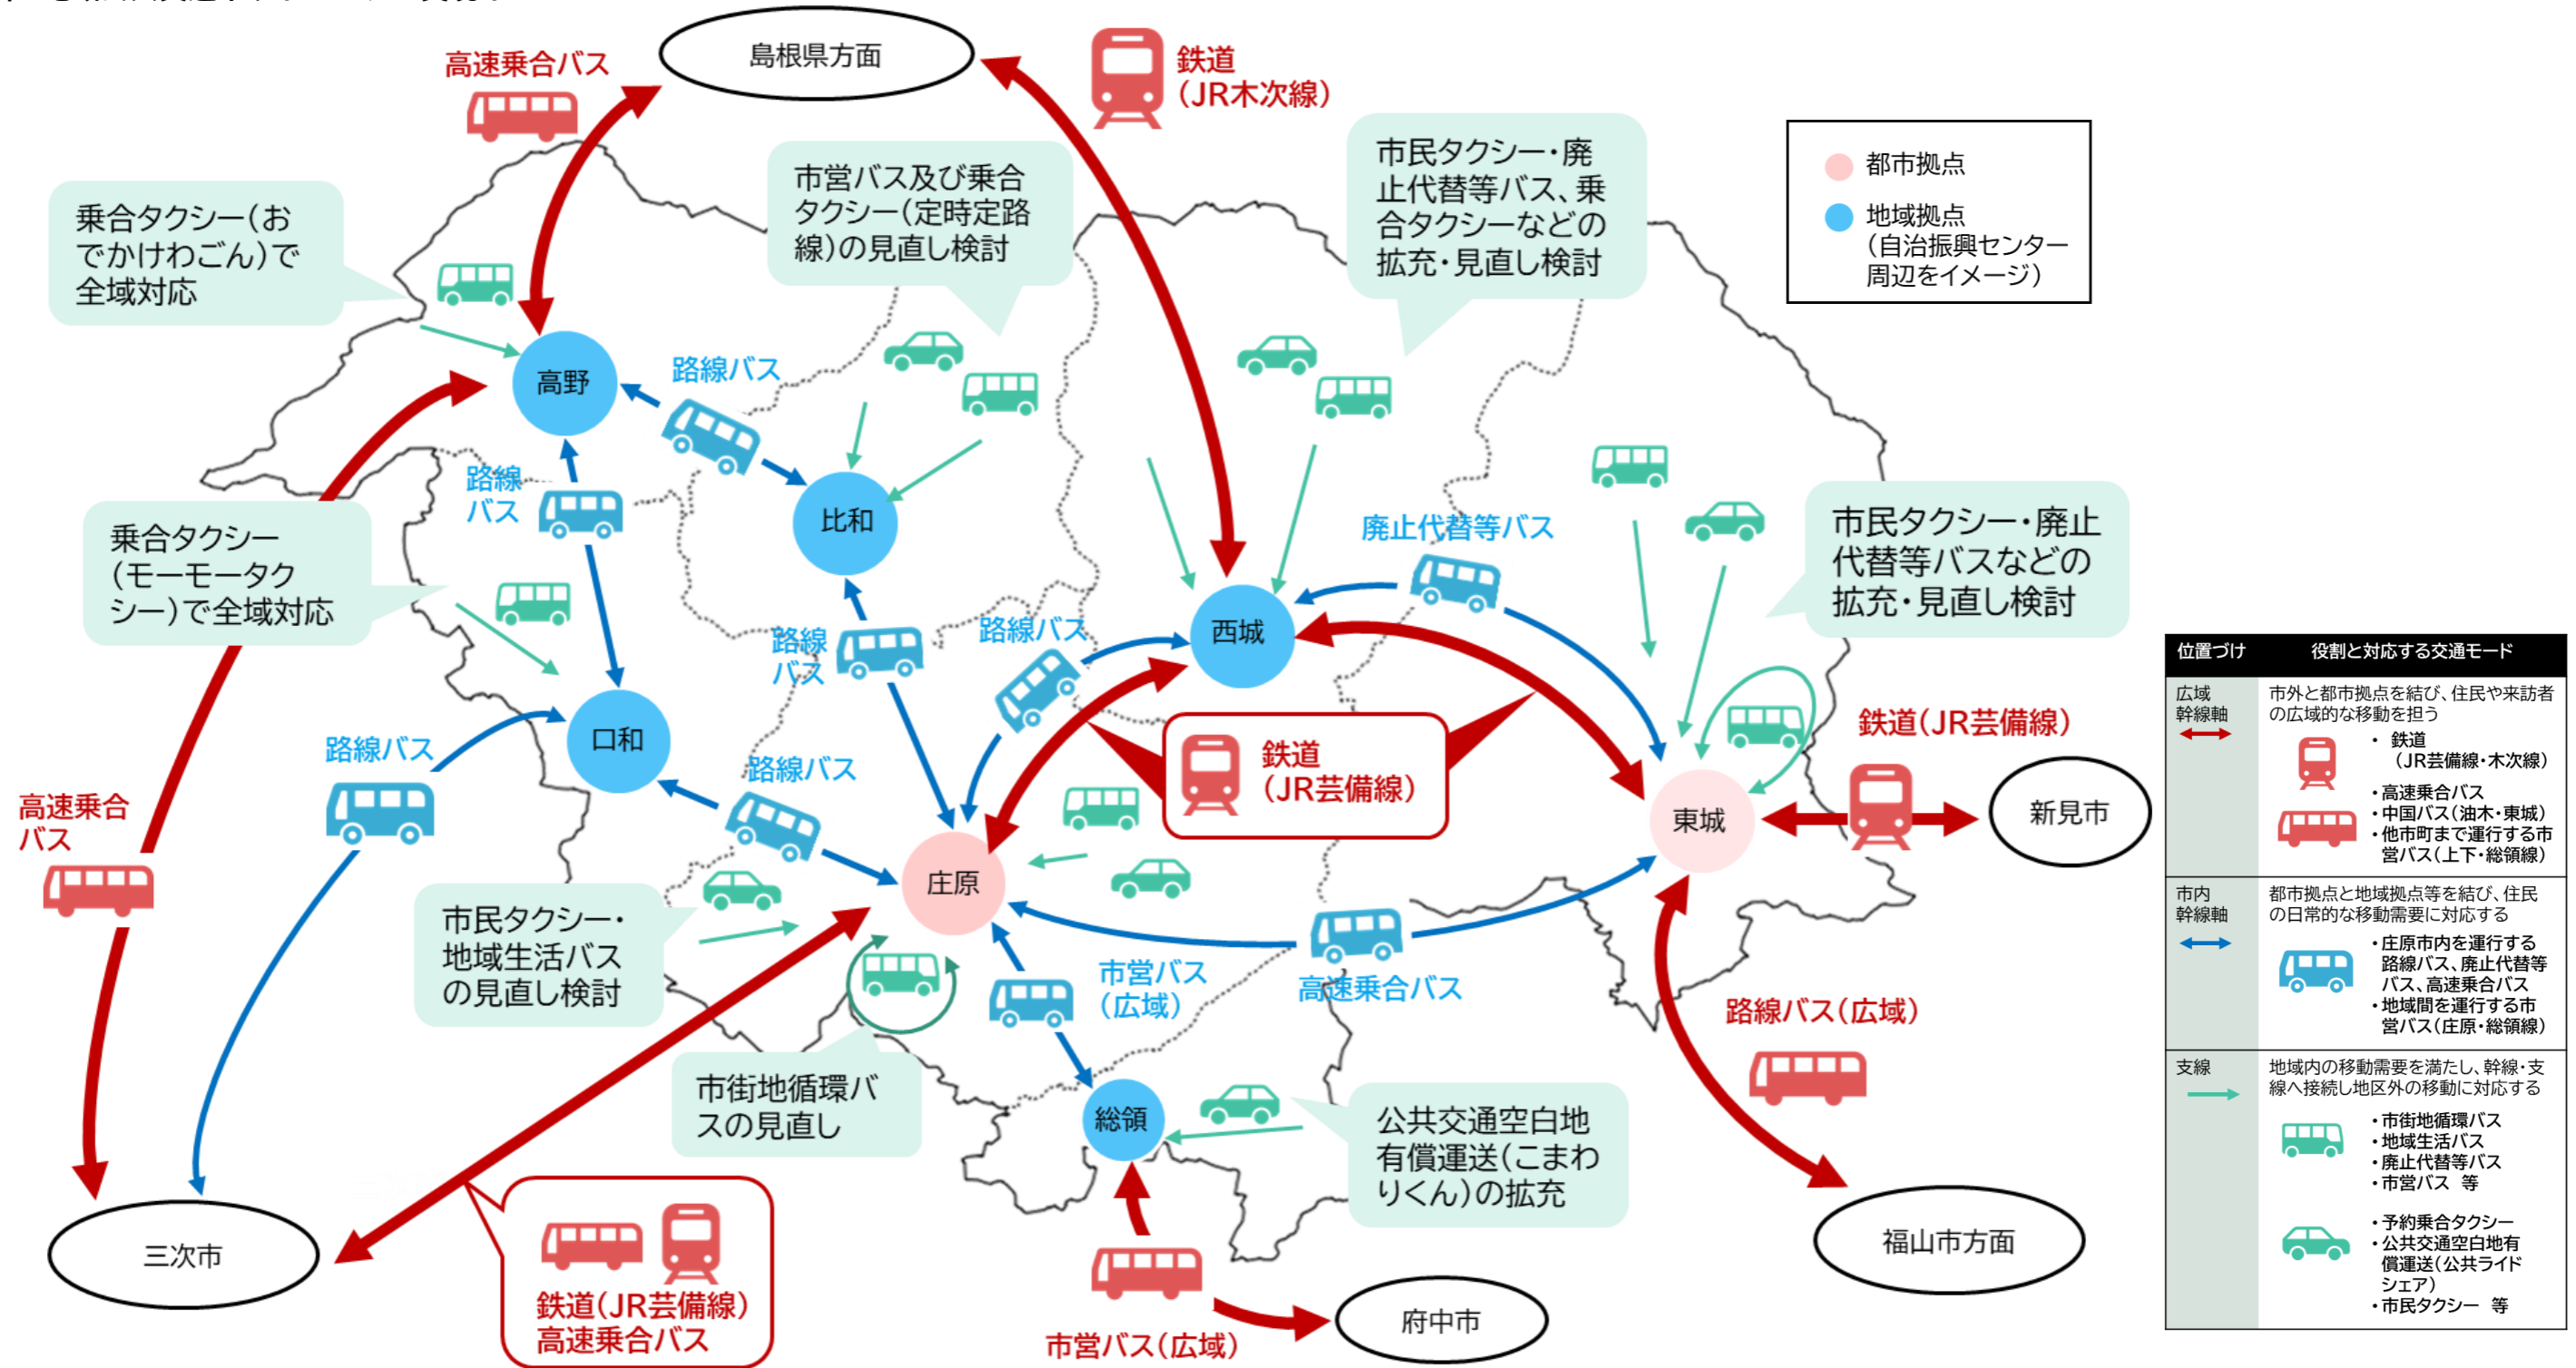 島根県方面
高速乗合バス
鉄道
(JR木次線)
乗合タクシー(お
でかけわごん)で
全域対応
市営バス及び乗合
タクシー(定時定路
線)の見直し検討
市民タクシー・廃
止代替等バス、乗
合タクシーなどの
拡充・見直し検討
都市拠点
地域拠点
(自治振興センター
周辺をイメージ)
高野
路線バス
路線
バス
比和
乗合タクシー
(モーモータク
シー)で全域対応
廃止代替等バス
市民タクシー・廃止
代替等バスなどの
拡充・見直し検討
路線
バス
路線バス
西城
口和
路線バス
路線バス
鉄道
(JR芸備線)
鉄道(JR芸備線)
高速乗合
バス
東城
新見市
庄原
市民タクシー・
地域生活バス
の見直し検討
市営バス
(広域)
高速乗合バス
路線バス(広域)
市街地循環バ
スの見直し
総領
公共交通空白地
有償運送(こまわ
りくん)の拡充
三次市
鉄道(JR芸備線)
高速乗合バス
市営バス(広域)
府中市
福山市方面
位置づけ
役割と対応する交通モード
広域
幹線軸
市外と都市拠点を結び、住民や来訪者
の広域的な移動を担う
・ 鉄道
(JR芸備線・木次線)
・高速乗合バス
・中国バス(油木・東城)
・他市町まで運行する市
営バス(上下・総領線)
市内
幹線軸
都市拠点と地域拠点等を結び、住民
の日常的な移動需要に対応する
・庄原市内を運行する
路線バス、廃止代替等
バス、高速乗合バス
・地域間を運行する市
営バス(庄原・総領線)
支線
地域内の移動需要を満たし、幹線・支
線へ接続し地区外の移動に対応する
・市街地循環バス
・地域生活バス
・廃止代替等バス
・市営バス 等
・予約乗合タクシー
・公共交通空白地有
償運送(公共ライド
シェア)
・市民タクシー 等